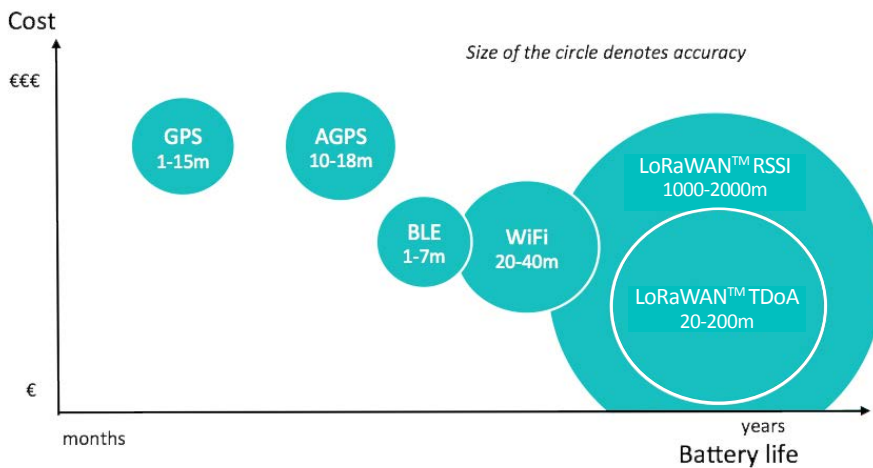 Cost
Size of the circle denotes accuracy
€€€
GPS
1-15m
AGPS
10-18m
LoRaWAN™ RSSI
1000-2000m
BLE
1-7m
WiFi
20-40m
LoRaWAN™ TDoA
20-200m
€
months
years
Battery life